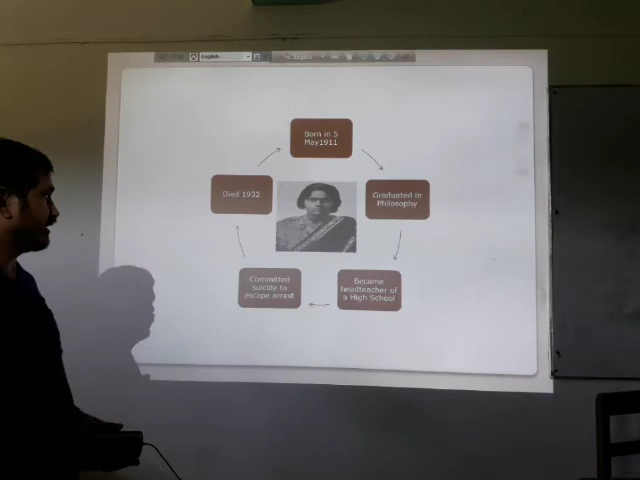 English
Born in 5
May1911
Graduated in
Philosophy
Became
headteacher of
a High School
Committed
suicide to
escape arrest
Died 1932